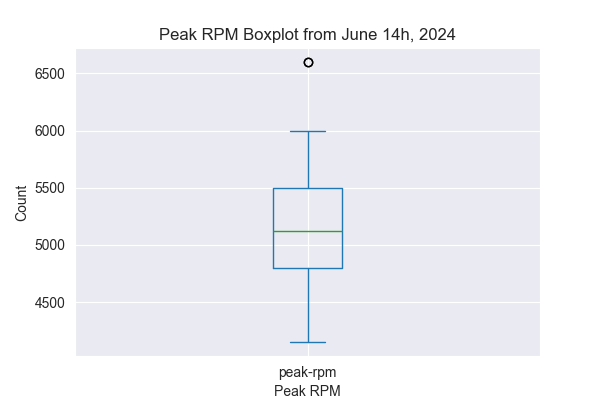 Peak RPM Boxplot from June 14h, 2024
6500
6000
5500
5000
4500
Count
peak-rpm
Peak RPM